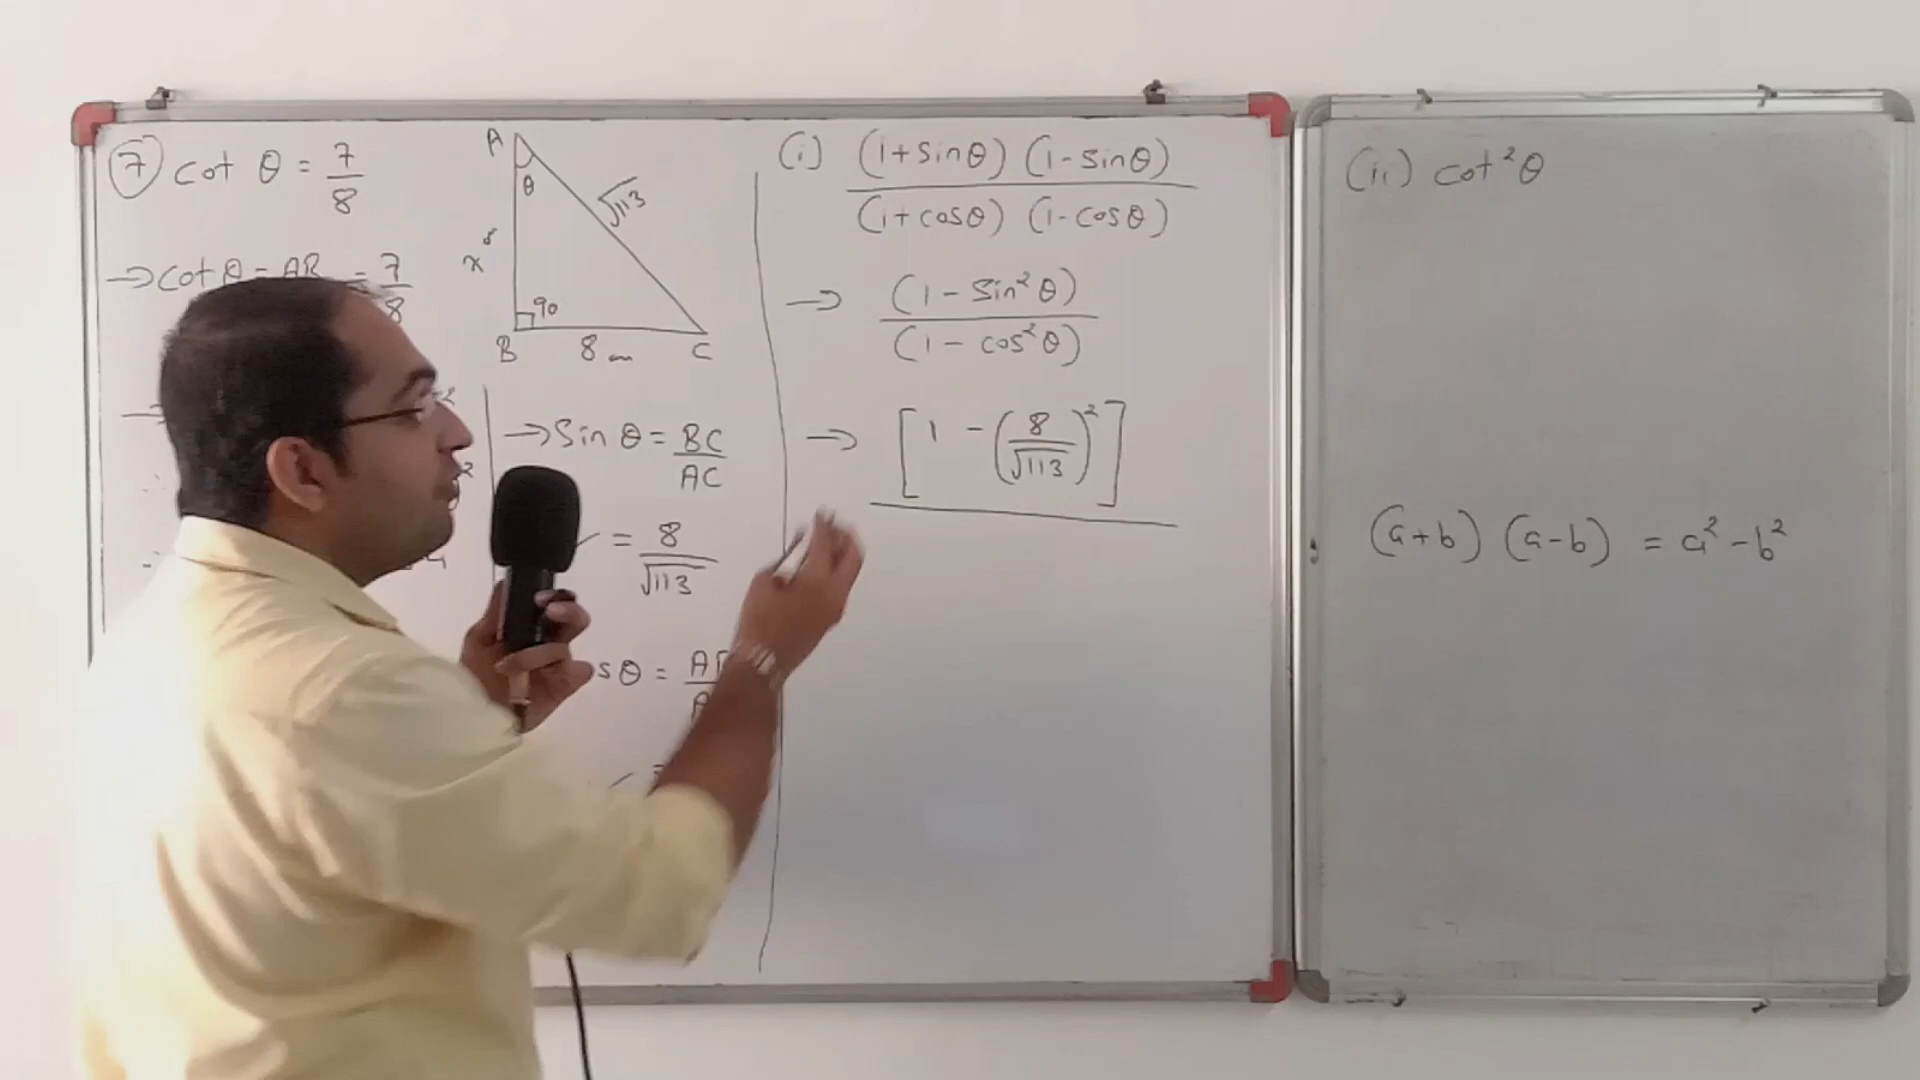 7 cot θ = 7/8
A
θ
√113
x
90
B 8 cm C
→ cot θ = AB = 7/8
→ Sin θ = BC/AC
= 8/√113
sθ =
(i) (1+sinθ) (1-sinθ)
(1+cosθ) (1-cosθ)
→ (1 - Sin²θ)
(1 - cos²θ)
→ [1 - (8/√113)²]
(ii) cot²θ
(a+b) (a-b) = a² - b²